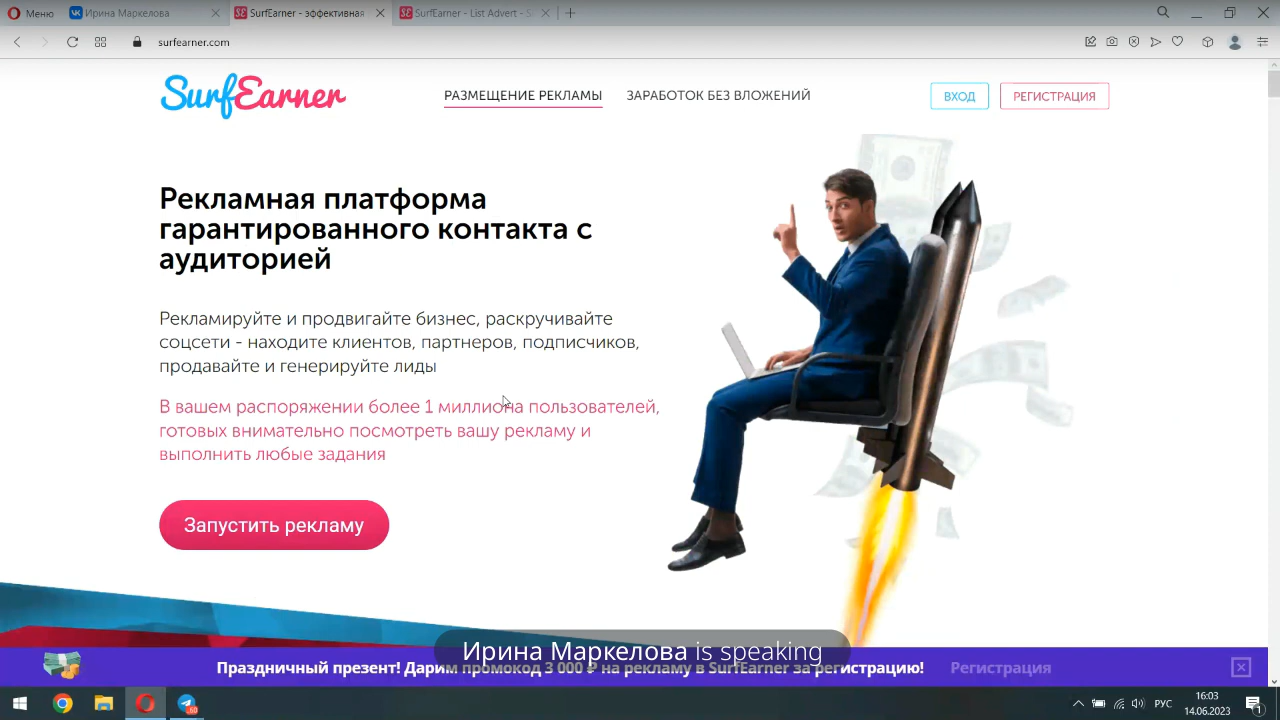 Меню
Ирина Маркелова
SurfEarner - эффективная
SurfEarner - List Advert - S
surfearner.com
SurfEarner
РАЗМЕЩЕНИЕ РЕКЛАМЫ
ЗАРАБОТОК БЕЗ ВЛОЖЕНИЙ
ВХОД
РЕГИСТРАЦИЯ
Рекламная платформа
гарантированного контакта с
аудиторией
Рекламируйте и продвигайте бизнес, раскручивайте
соцсети - находите клиентов, партнеров, подписчиков,
продавайте и генерируйте лиды
В вашем распоряжении более 1 миллиона пользователей,
готовых внимательно посмотреть вашу рекламу и
выполнить любые задания
Запустить рекламу
Ирина Маркелова is speaking
Праздничный презент! Дарим промокод 3 000 ₽ на рекламу в SurfEarner за регистрацию!
Регистрация
РУС
16:03
14.06.2023